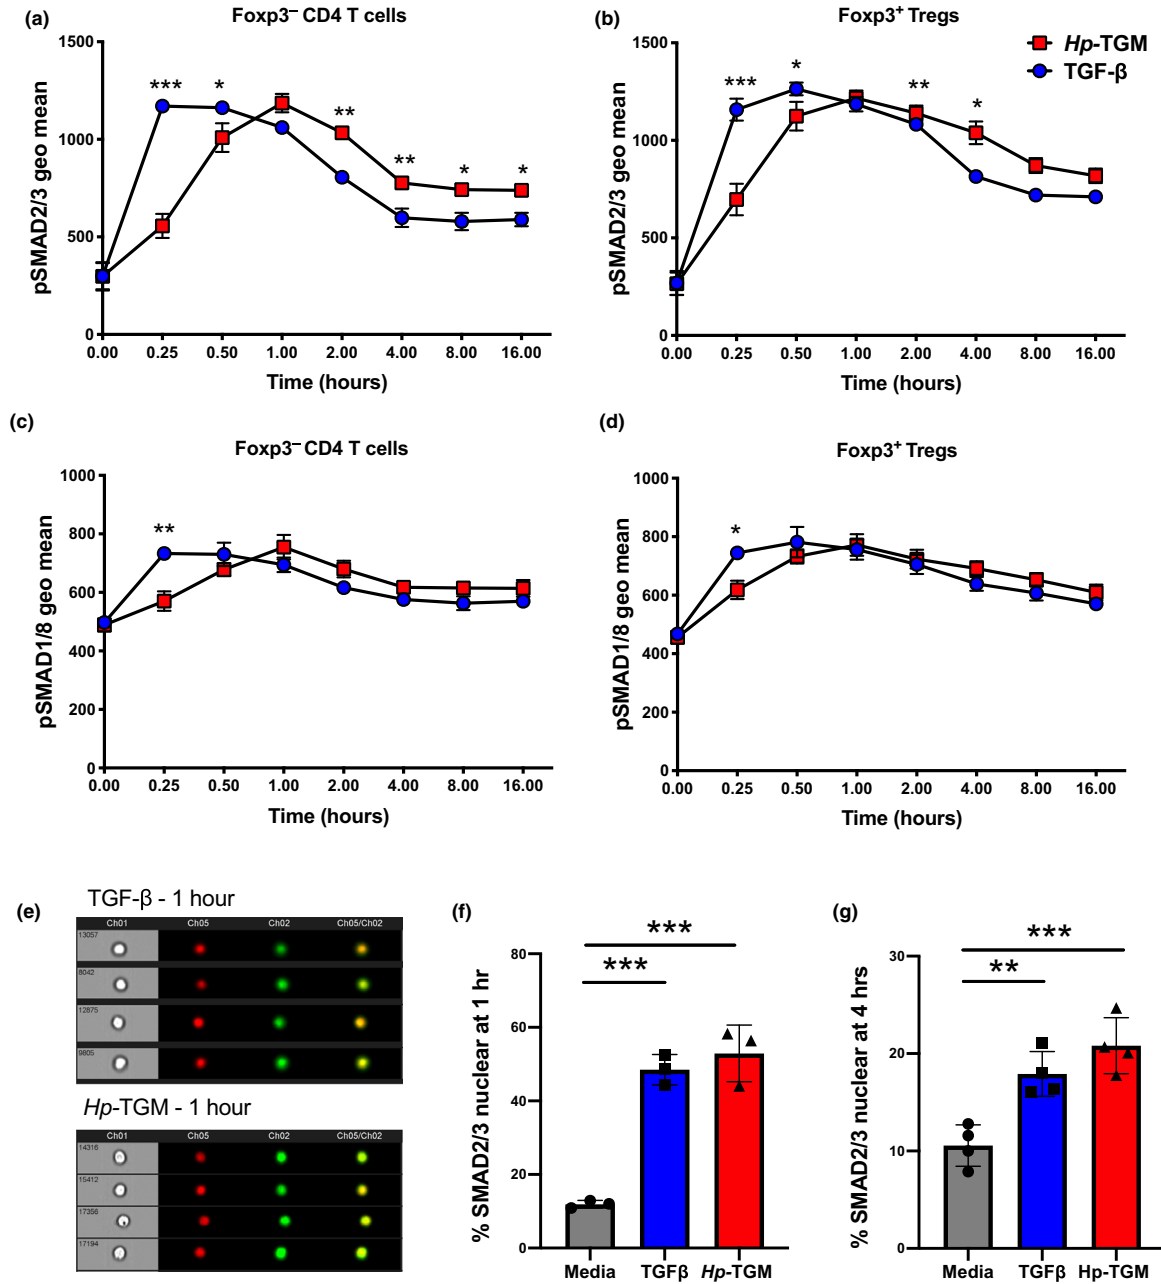 (a)
Foxp3– CD4 T cells
1500
1000
500
0
pSMAD2/3 geo mean
***
*
**
**
*
*
0.00 0.25 0.50 1.00 2.00 4.00 8.00 16.00
Time (hours)
(b)
Foxp3+ Tregs
Hp-TGM
TGF-β
1500
1000
500
0
pSMAD2/3 geo mean
***
*
**
*
0.00 0.25 0.50 1.00 2.00 4.00 8.00 16.00
Time (hours)
(c)
Foxp3– CD4 T cells
1000
800
600
400
200
0
pSMAD1/8 geo mean
**
0.00 0.25 0.50 1.00 2.00 4.00 8.00 16.00
Time (hours)
(d)
Foxp3+ Tregs
1000
800
600
400
200
0
pSMAD1/8 geo mean
*
0.00 0.25 0.50 1.00 2.00 4.00 8.00 16.00
Time (hours)
(e)
TGF-β - 1 hour
Ch01 Ch05 Ch02 Ch05/Ch02
13057
8042
12875
9805
Hp-TGM - 1 hour
Ch01 Ch05 Ch02 Ch05/Ch02
14316
15412
17356
17194
(f)
80
60
40
20
0
% SMAD2/3 nuclear at 1 hr
***
***
Media TGFβ Hp-TGM
(g)
30
20
10
0
% SMAD2/3 nuclear at 4 hrs
***
**
Media TGFβ Hp-TGM